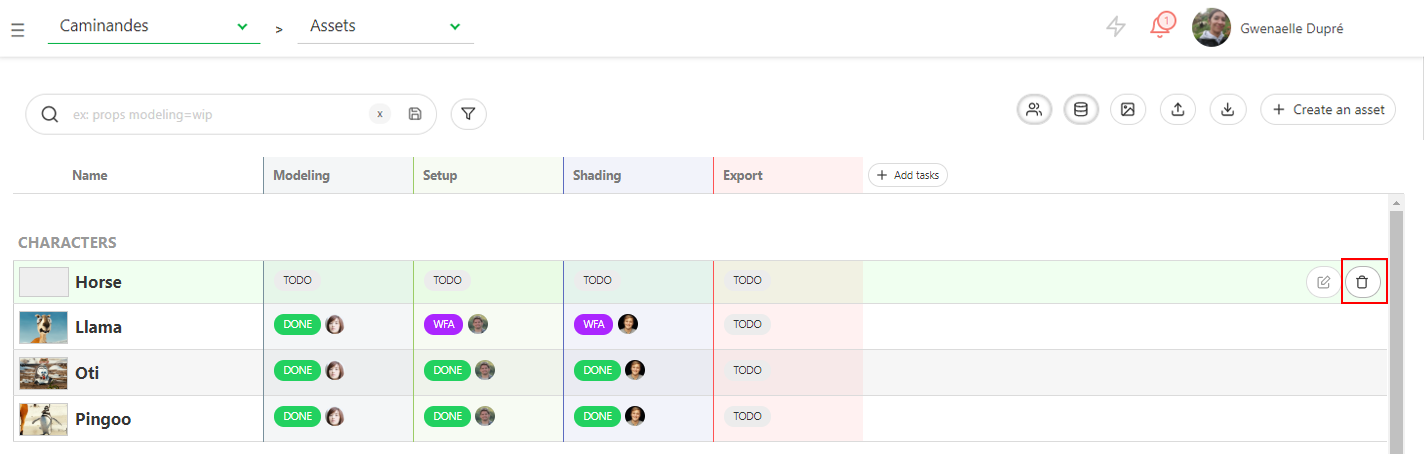 Caminandes > Assets 1 Gwenaelle Dupré
ex: props modeling=wip x + Create an asset
Name Modeling Setup Shading Export + Add tasks
CHARACTERS
Horse TODO TODO TODO TODO
Llama DONE WFA WFA TODO
Oti DONE DONE DONE TODO
Pingoo DONE DONE DONE TODO